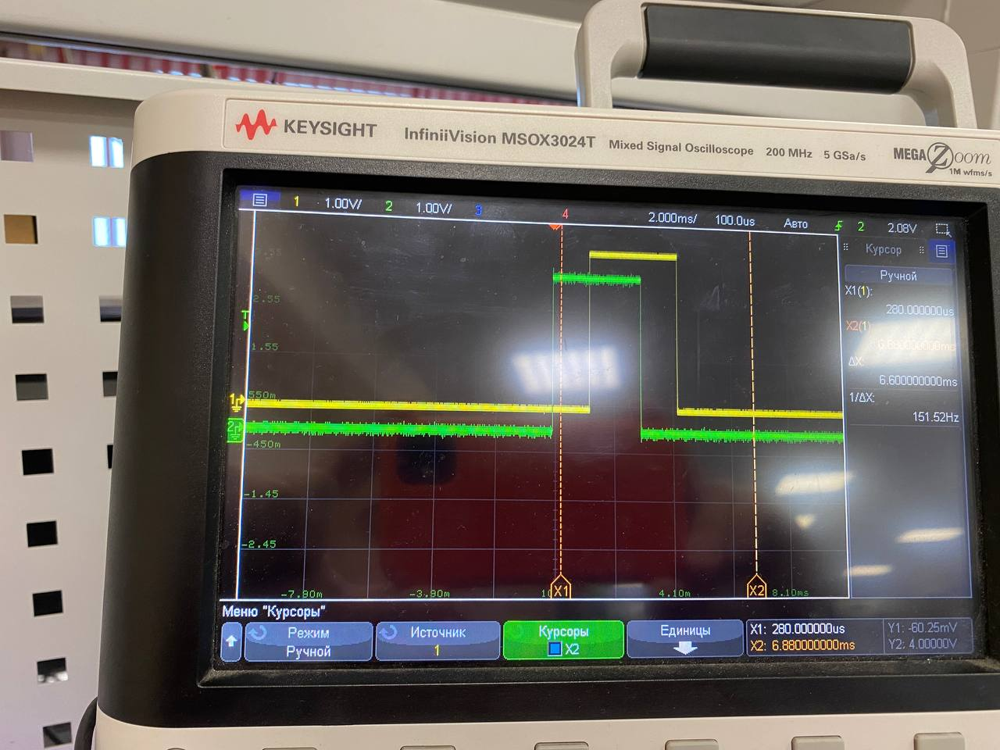 KEYSIGHT InfiniiVision MSOX3024T Mixed Signal Oscilloscope 200 MHz 5 GSa/s MEGA Zoom
1M wfms/s
1 1.00V/ 2 1.00V/ 3 4 2.000ms/ 100.0us Авто 2 2.08V
Курсор
Ручной
X1(1):
280.000000us
X2(1)
6.880000000ms
ΔX:
6.600000000ms
1/ΔX:
151.52Hz
2.55
T
1.55
550m
1
2
-450m
-1.45
-2.45
-7.90m -3.90m X1 4.10m X2 8.10ms
Меню "Курсоры"
Режим
Ручной
Источник
1
Курсоры
X2
Единицы
X1: 280.000000us
X2: 6.880000000ms
Y1: -60.25mV
Y2: 4.00000V